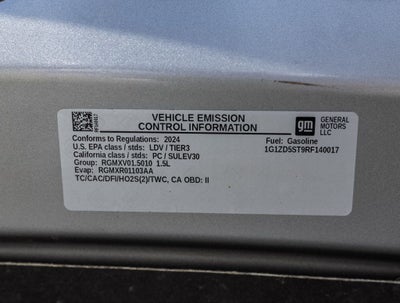 VEHICLE EMISSION
CONTROL INFORMATION
gm
GENERAL
MOTORS
LLC
Conforms to Regulations: 2024
Fuel: Gasoline
U.S. EPA class / stds: LDV / TIER3
1G1ZD5ST9RF140017
California class / stds: PC / SULEV30
Group: RGMXV01.5010 1.5L
Evap: RGMXR01103AA
TC/CAC/DFI/HO2S(2)/TWC, CA OBD: II